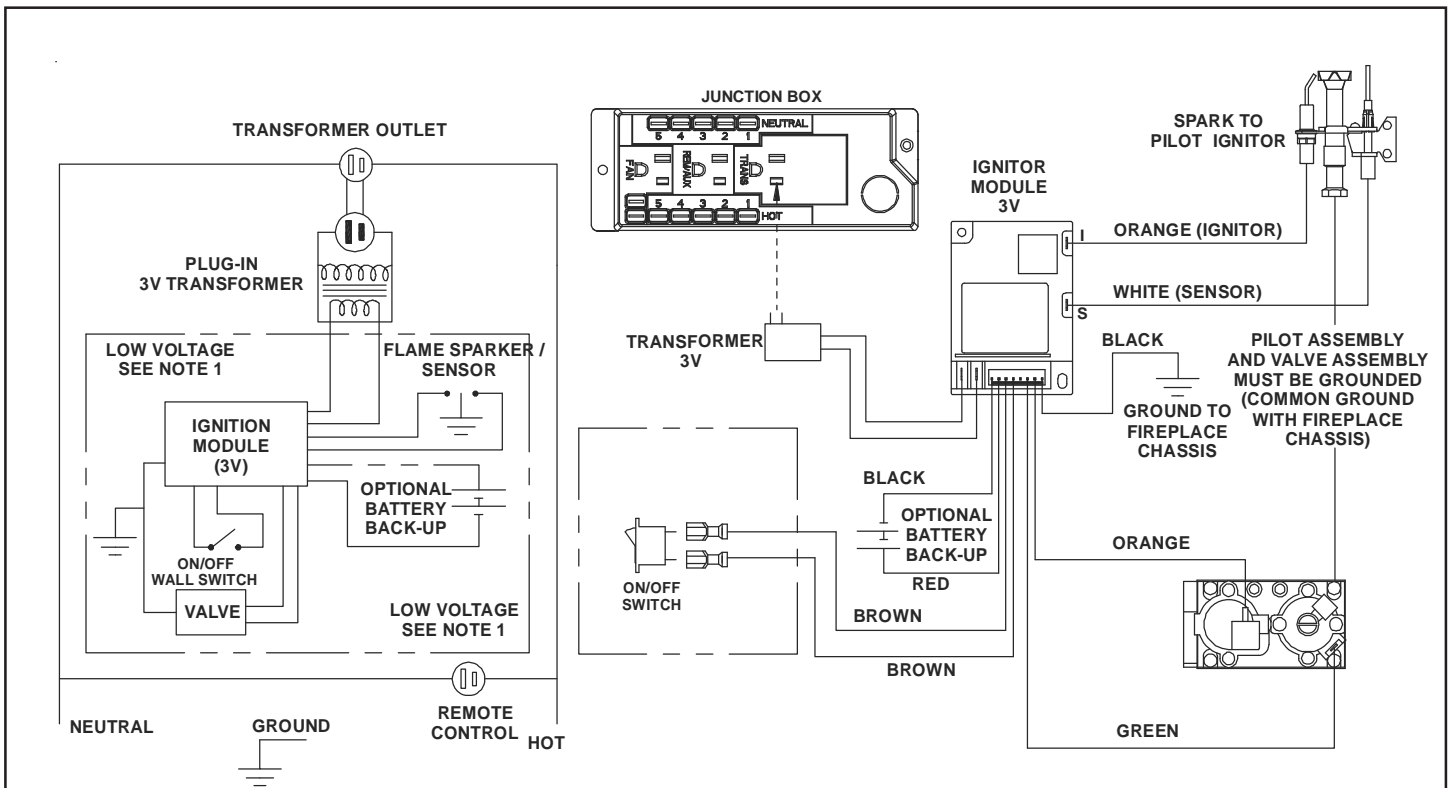 TRANSFORMER OUTLET
PLUG-IN
3V TRANSFORMER
LOW VOLTAGE
SEE NOTE 1
FLAME SPARKER /
SENSOR
IGNITION
MODULE
(3V)
OPTIONAL
BATTERY
BACK-UP
ON/OFF
WALL SWITCH
VALVE
LOW VOLTAGE
SEE NOTE 1
NEUTRAL
GROUND
REMOTE
CONTROL
HOT
JUNCTION BOX
5 4 3 2 1 NEUTRAL
FAN
REM/AUX
TRANS
5 4 3 2 1 HOT
TRANSFORMER
3V
IGNITOR
MODULE
3V
I
S
SPARK TO
PILOT IGNITOR
ORANGE (IGNITOR)
WHITE (SENSOR)
BLACK
GROUND TO
FIREPLACE
CHASSIS
PILOT ASSEMBLY
AND VALVE ASSEMBLY
MUST BE GROUNDED
(COMMON GROUND
WITH FIREPLACE
CHASSIS)
BLACK
OPTIONAL
BATTERY
BACK-UP
RED
ON/OFF
SWITCH
BROWN
BROWN
ORANGE
GREEN